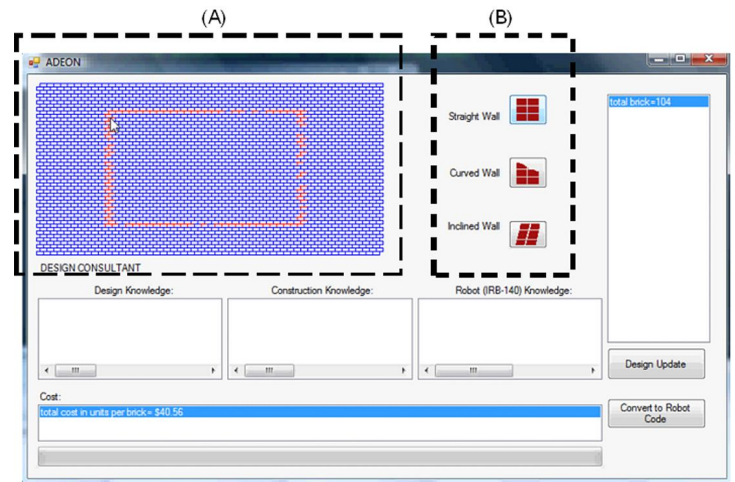 (A)
(B)
ADEON
Straight Wall
Curved Wall
Inclined Wall
total brick=104
DESIGN CONSULTANT
Design Knowledge:
Construction Knowledge:
Robot (IRB-140) Knowledge:
Design Update
Cost:
total cost in units per brick= $40.56
Convert to Robot
Code